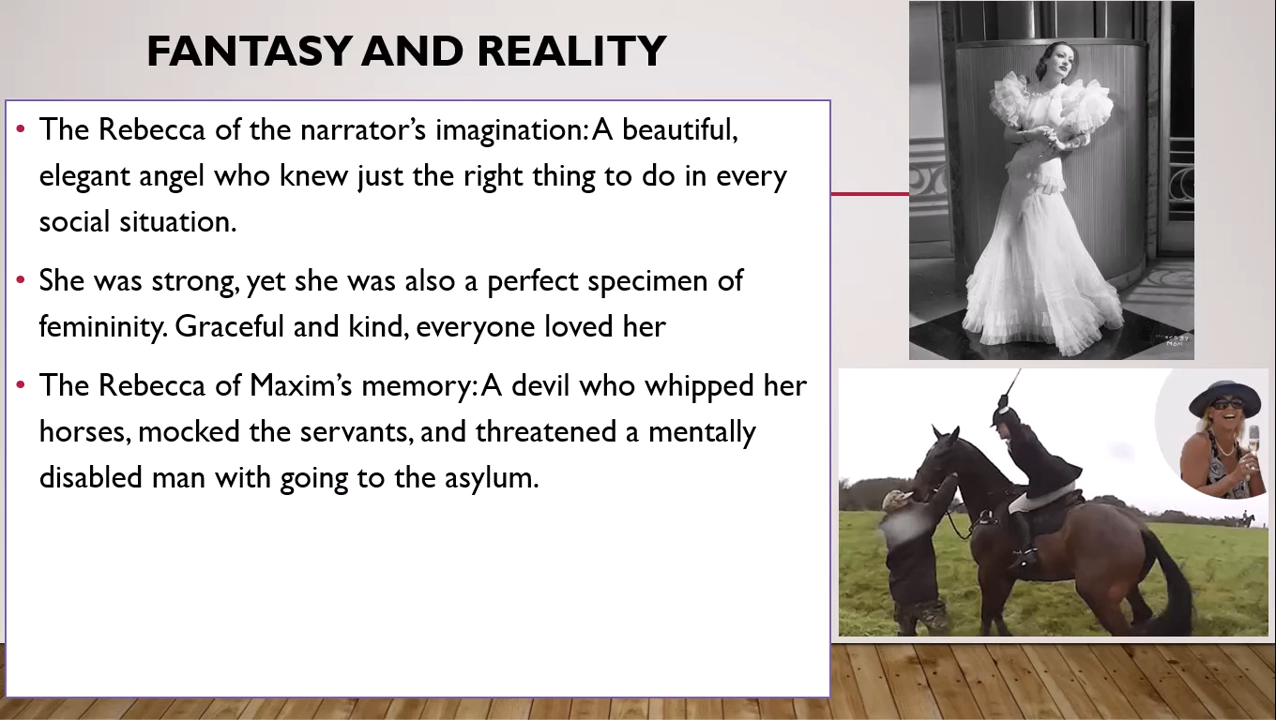 FANTASY AND REALITY
• The Rebecca of the narrator's imagination: A beautiful,
elegant angel who knew just the right thing to do in every
social situation.
• She was strong, yet she was also a perfect specimen of
femininity. Graceful and kind, everyone loved her
• The Rebecca of Maxim's memory: A devil who whipped her
horses, mocked the servants, and threatened a mentally
disabled man with going to the asylum.